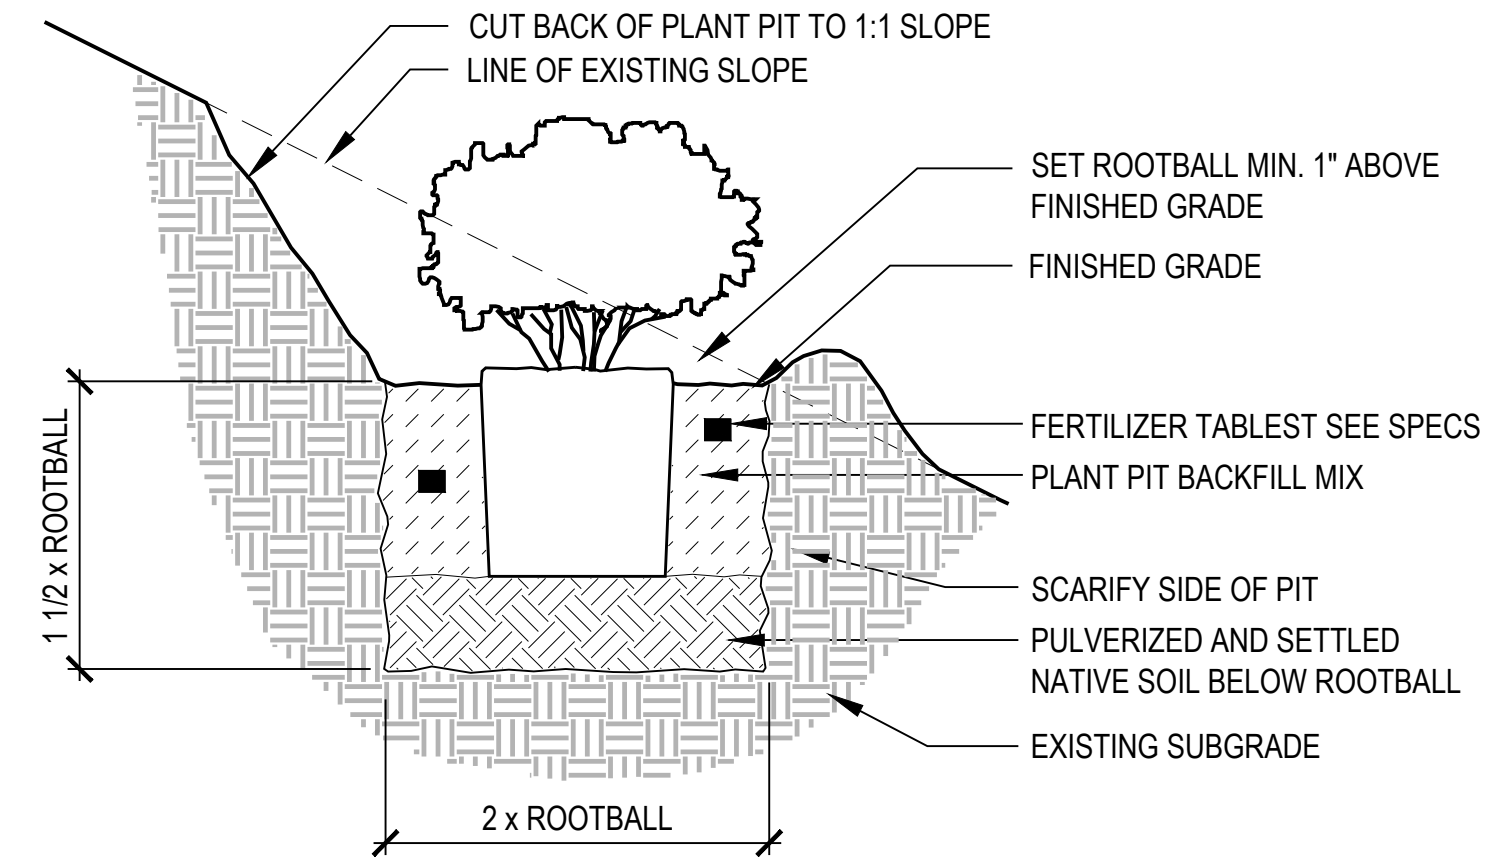 CUT BACK OF PLANT PIT TO 1:1 SLOPE
LINE OF EXISTING SLOPE
SET ROOTBALL MIN. 1" ABOVE
FINISHED GRADE
FINISHED GRADE
FERTILIZER TABLEST SEE SPECS
PLANT PIT BACKFILL MIX
SCARIFY SIDE OF PIT
PULVERIZED AND SETTLED
NATIVE SOIL BELOW ROOTBALL
EXISTING SUBGRADE
1 1/2 x ROOTBALL
2 x ROOTBALL